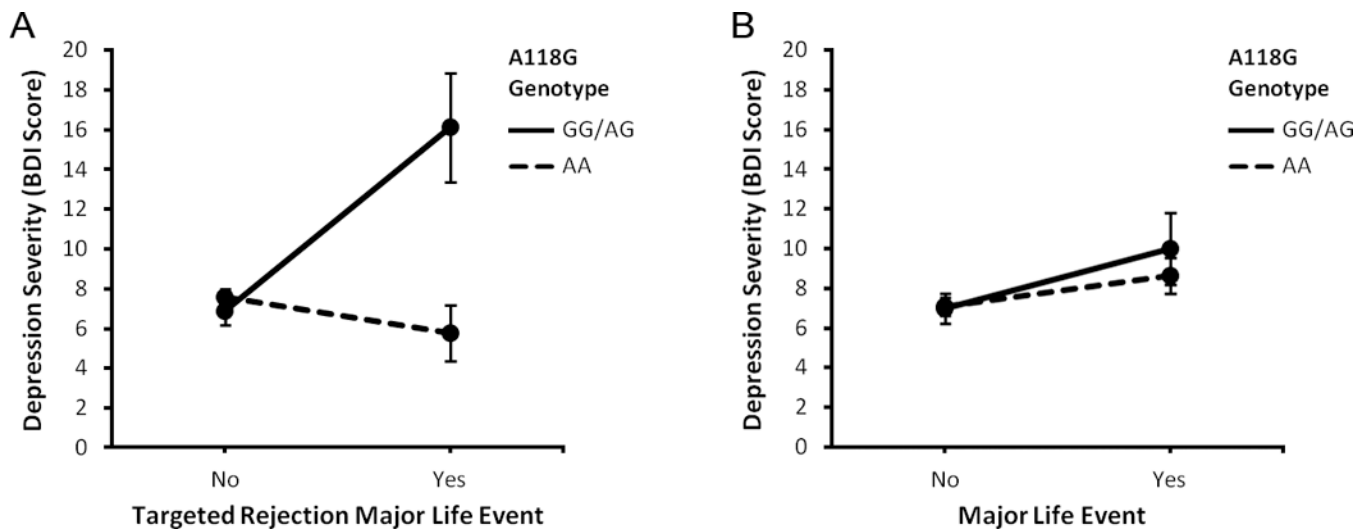 A
Depression Severity (BDI Score)
20
18
16
14
12
10
8
6
4
2
0
No
Yes
Targeted Rejection Major Life Event
A118G
Genotype
GG/AG
AA
B
Depression Severity (BDI Score)
20
18
16
14
12
10
8
6
4
2
0
No
Yes
Major Life Event
A118G
Genotype
GG/AG
AA